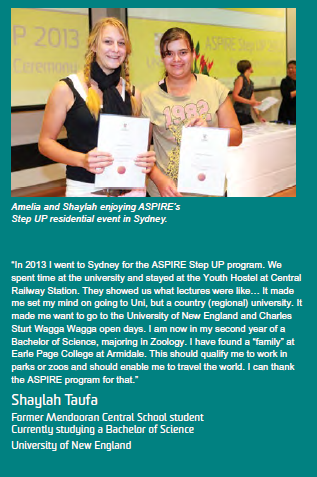 P 2013
Ceremony
ASPIRE Step UP
1983
Amelia and Shaylah enjoying ASPIRE's
Step UP residential event in Sydney.
"In 2013 I went to Sydney for the ASPIRE Step UP program. We
spent time at the university and stayed at the Youth Hostel at Central
Railway Station. They showed us what lectures were like… It made
me set my mind on going to Uni, but a country (regional) university. It
made me want to go to the University of New England and Charles
Sturt Wagga Wagga open days. I am now in my second year of a
Bachelor of Science, majoring in Zoology. I have found a "family" at
Earle Page College at Armidale. This should qualify me to work in
parks or zoos and should enable me to travel the world. I can thank
the ASPIRE program for that."
Shaylah Taufa
Former Mendooran Central School student
Currently studying a Bachelor of Science
University of New England